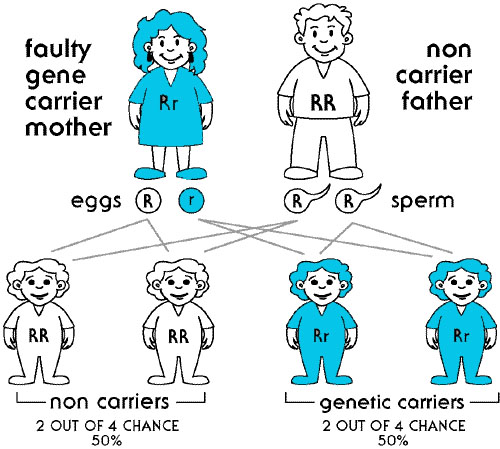 faulty
gene
carrier
mother
non
carrier
father
Rr
RR
eggs R r R R sperm
RR RR Rr Rr
non carriers genetic carriers
2 OUT OF 4 CHANCE 2 OUT OF 4 CHANCE
50% 50%